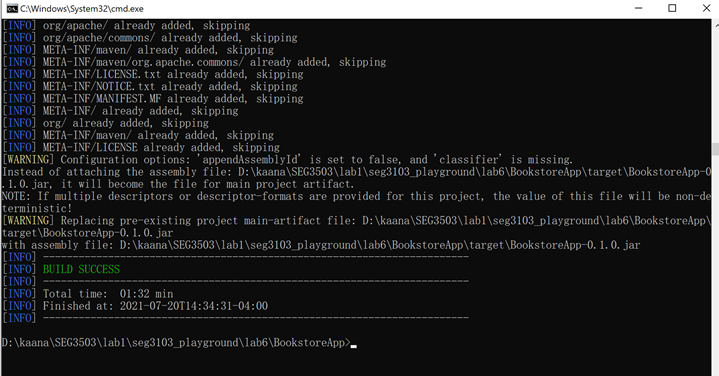 C:\Windows\System32\cmd.exe
[INFO] org/apache/ already added, skipping
[INFO] org/apache/commons/ already added, skipping
[INFO] META-INF/maven/ already added, skipping
[INFO] META-INF/maven/org.apache.commons/ already added, skipping
[INFO] META-INF/LICENSE.txt already added, skipping
[INFO] META-INF/NOTICE.txt already added, skipping
[INFO] META-INF/MANIFEST.MF already added, skipping
[INFO] META-INF/ already added, skipping
[INFO] org/ already added, skipping
[INFO] META-INF/maven/ already added, skipping
[INFO] META-INF/LICENSE already added, skipping
[WARNING] Configuration options: 'appendAssemblyId' is set to false, and 'classifier' is missing.
Instead of attaching the assembly file: D:\kaana\SEG3503\lab1\seg3103_playground\lab6\BookstoreApp\target\BookstoreApp-0
.1.0.jar, it will become the file for main project artifact.
NOTE: If multiple descriptors or descriptor-formats are provided for this project, the value of this file will be non-de
terministic!
[WARNING] Replacing pre-existing project main-artifact file: D:\kaana\SEG3503\lab1\seg3103_playground\lab6\BookstoreApp\
target\BookstoreApp-0.1.0.jar
with assembly file: D:\kaana\SEG3503\lab1\seg3103_playground\lab6\BookstoreApp\target\BookstoreApp-0.1.0.jar
[INFO] ------------------------------------------------------------------------
[INFO] BUILD SUCCESS
[INFO] ------------------------------------------------------------------------
[INFO] Total time:  01:32 min
[INFO] Finished at: 2021-07-20T14:34:31-04:00
[INFO] ------------------------------------------------------------------------
D:\kaana\SEG3503\lab1\seg3103_playground\lab6\BookstoreApp>